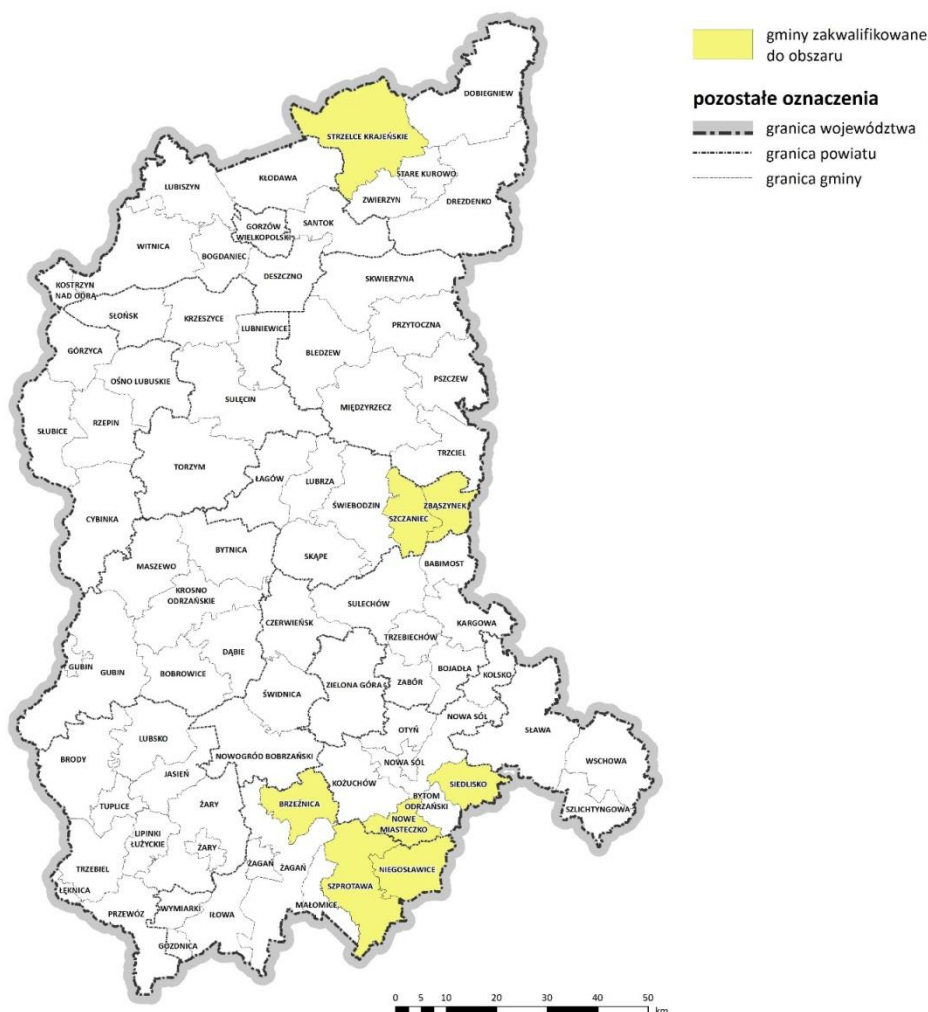 gminy zakwalifikowane
do obszaru
pozostałe oznaczenia
granica województwa
granica powiatu
granica gminy
DOBIEGNIEW
STRZELCE KRAJEŃSKIE
STARE KUROWO
KŁODAWA
LUBISZYN
ZWIERZYN
DREZDENKO
SANTOK
GORZÓW
WIELKOPOLSKI
WITNICA
BOGDANIEC
DESZCZNO
SKWIERZYNA
KOSTRZYN
NAD ODRĄ
SŁOŃSK
KRZESZYCE
LUBNIEWICE
PRZYTOCZNA
GÓRZYCA
BLEDZEW
OŚNO LUBUSKIE
PSZCZEW
SULĘCIN
MIĘDZYRZECZ
RZEPIN
SŁUBICE
TRZCIEL
TORZYM
ŁAGÓW
LUBRZA
ŚWIEBODZIN
ZBĄSZYNEK
SZCZANIEC
CYBINKA
BYTNICA
SKĄPE
BABIMOST
MASZEWO
KROSNO
ODRZAŃSKIE
SULECHÓW
CZERWIEŃSK
KARGOWA
TRZEBIECHÓW
DĄBIE
GUBIN
GUBIN
BOBROWICE
BOJADŁA
KOLSKO
ZABÓR
ZIELONA GÓRA
ŚWIDNICA
NOWA SÓL
OTYŃ
SŁAWA
LUBSKO
BRODY
NOWOGRÓD BOBRZAŃSKI
NOWA SÓL
WSCHOWA
JASIEŃ
KOŻUCHÓW
SIEDLISKO
BYTOM
ODRZAŃSKI
SZLICHTYNGOWA
TUPLICE
ŻARY
BRZEŹNICA
NOWE
MIASTECZKO
LIPINKI
ŁUŻYCKIE
ŻARY
TRZEBIEL
ŻAGAŃ
ŻAGAŃ
NIEGOSŁAWICE
SZPROTAWA
ŁĘKNICA
PRZEWÓZ
WYMIARKI
IŁOWA
MAŁOMICE
GOZDNICA
0 5 10 20 30 40 50
km